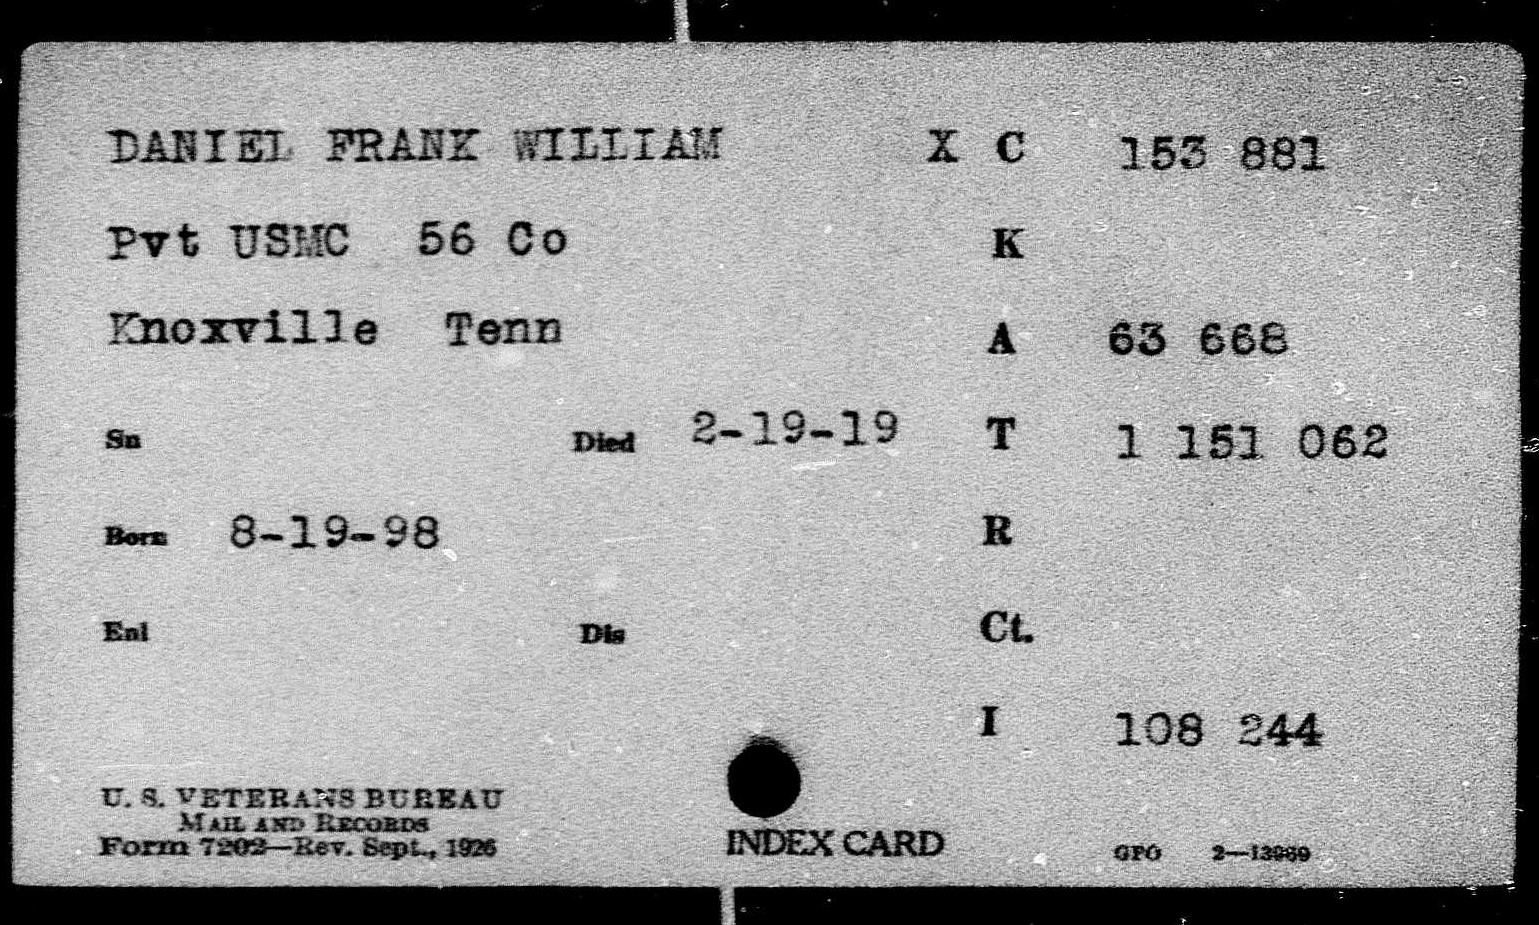 DANIEL FRANK WILLIAM X C 153 881
Pvt USMC 56 Co K
Knoxville Tenn A 63 668
Sn Died 2-19-19 T 1 151 062
Born 8-19-98 R
Enl Dis Ct.
I 108 244
U. S. VETERANS BUREAU
MAIL AND RECORDS
Form 7202—Rev. Sept., 1926
INDEX CARD
GPO 2—13969